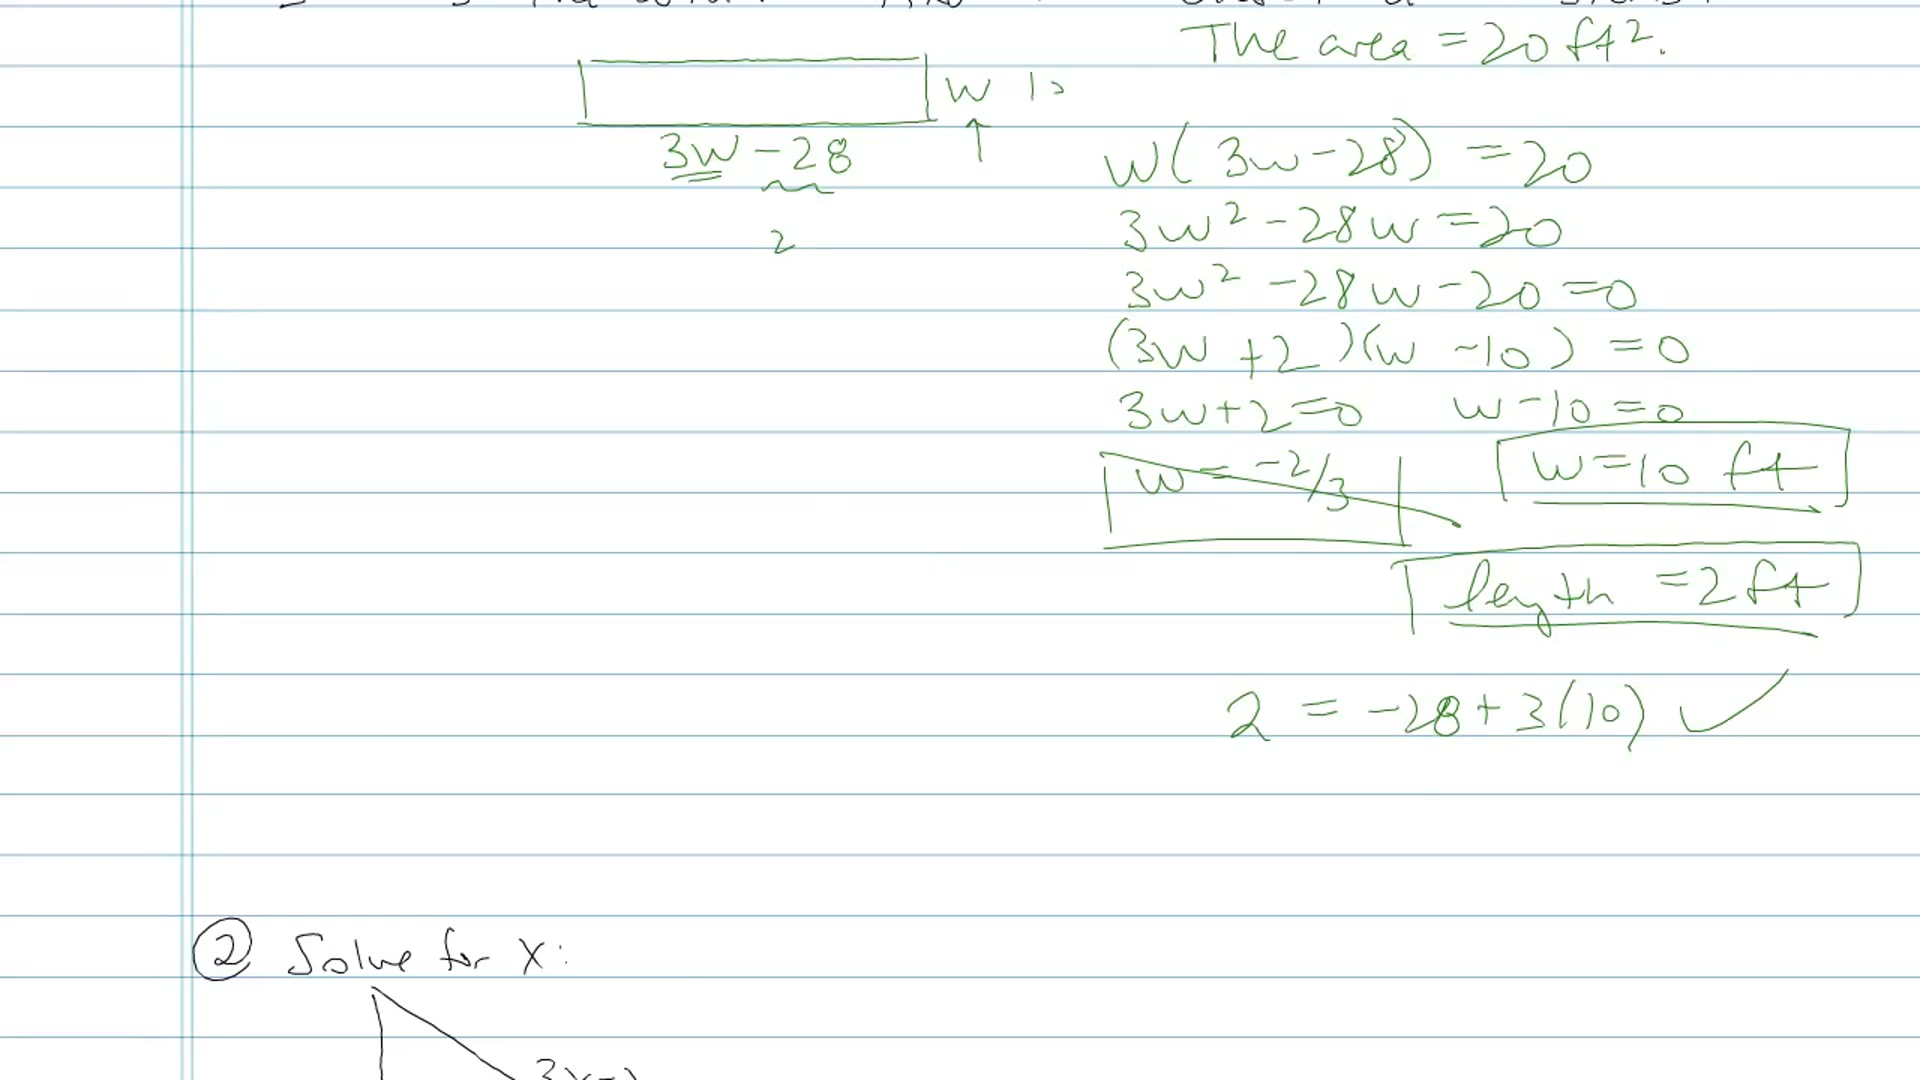 The area = 20 ft².
W
3w - 28
2
W( 3w - 28 ) = 20
3w² - 28w = 20
3w² - 28w - 20 = 0
(3w + 2 )(w - 10 ) = 0
3w + 2 = 0 w - 10 = 0
w = -2/3 w = 10 ft
length = 2 ft
2 = -28 + 3(10) ✓
② Solve for x: